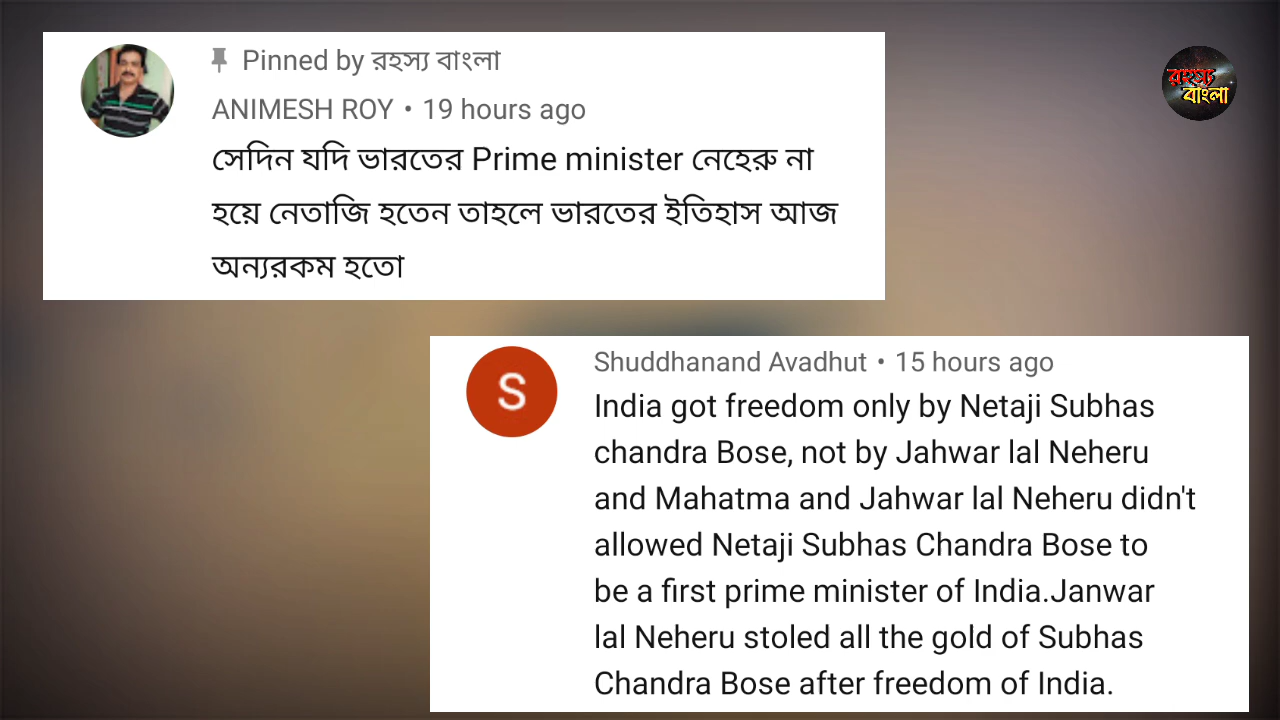 Pinned by রহস্য বাংলা
ANIMESH ROY • 19 hours ago
সেদিন যদি ভারতের Prime minister নেহেরু না
হয়ে নেতাজি হতেন তাহলে ভারতের ইতিহাস আজ
অন্যরকম হতো
রহস্য
বাংলা
S
Shuddhanand Avadhut • 15 hours ago
India got freedom only by Netaji Subhas
chandra Bose, not by Jahwar lal Neheru
and Mahatma and Jahwar lal Neheru didn't
allowed Netaji Subhas Chandra Bose to
be a first prime minister of India.Janwar
lal Neheru stoled all the gold of Subhas
Chandra Bose after freedom of India.